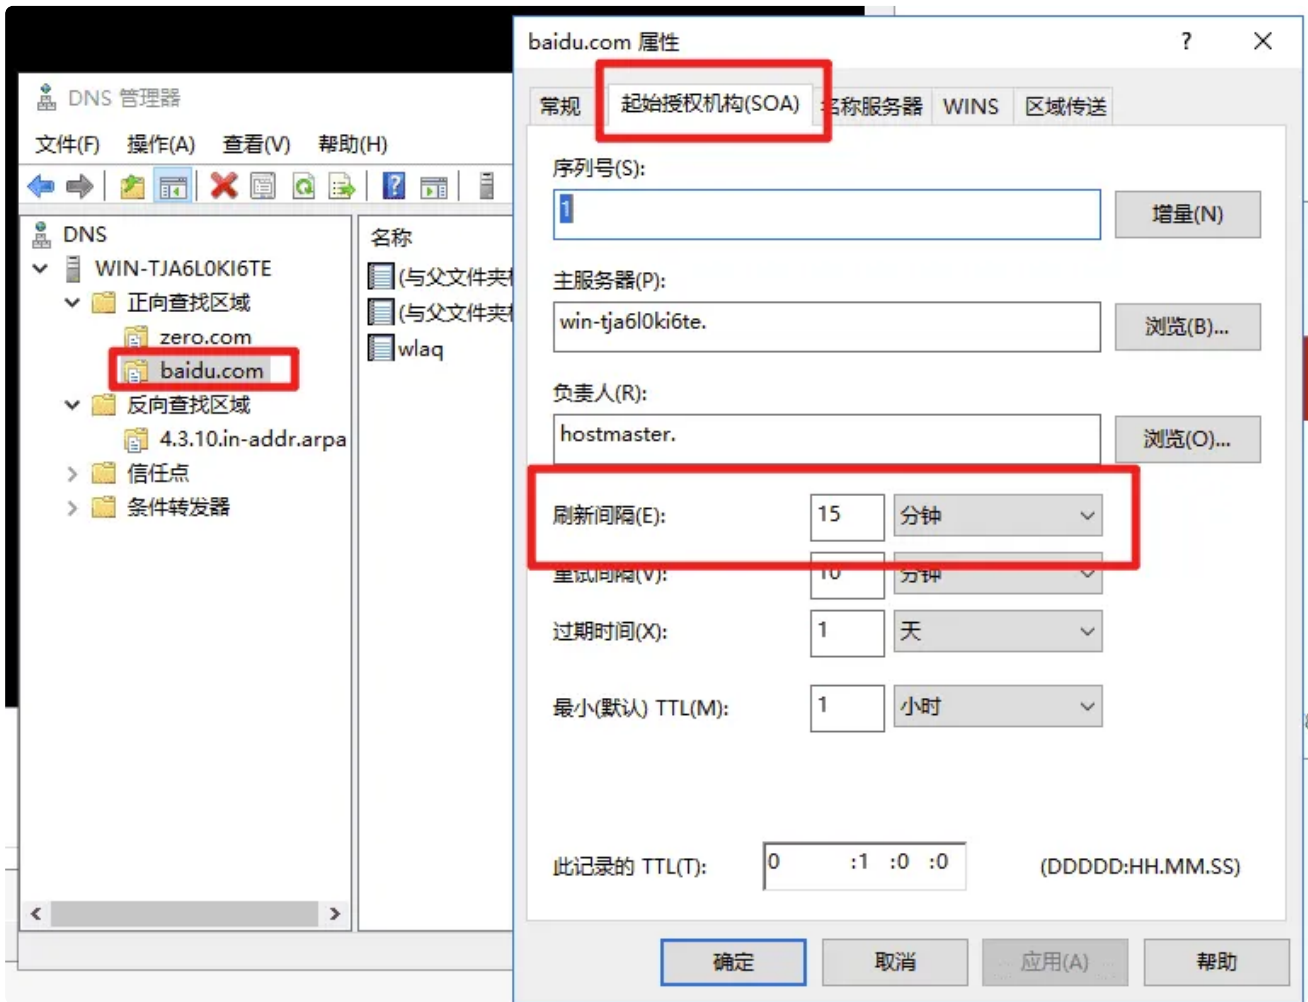 DNS 管理器
文件(F) 操作(A) 查看(V) 帮助(H)
DNS
WIN-TJA6L0KI6TE
正向查找区域
zero.com
baidu.com
反向查找区域
4.3.10.in-addr.arpa
信任点
条件转发器
名称
(与父文件夹
(与父文件夹
wlaq
baidu.com 属性
常规 起始授权机构(SOA) 名称服务器 WINS 区域传送
序列号(S):
1
增量(N)
主服务器(P):
win-tja6l0ki6te.
浏览(B)...
负责人(R):
hostmaster.
浏览(O)...
刷新间隔(E): 15 分钟
重试间隔(V): 10 分钟
过期时间(X): 1 天
最小(默认) TTL(M): 1 小时
此记录的 TTL(T): 0 :1 :0 :0 (DDDDD:HH.MM.SS)
确定 取消 应用(A) 帮助